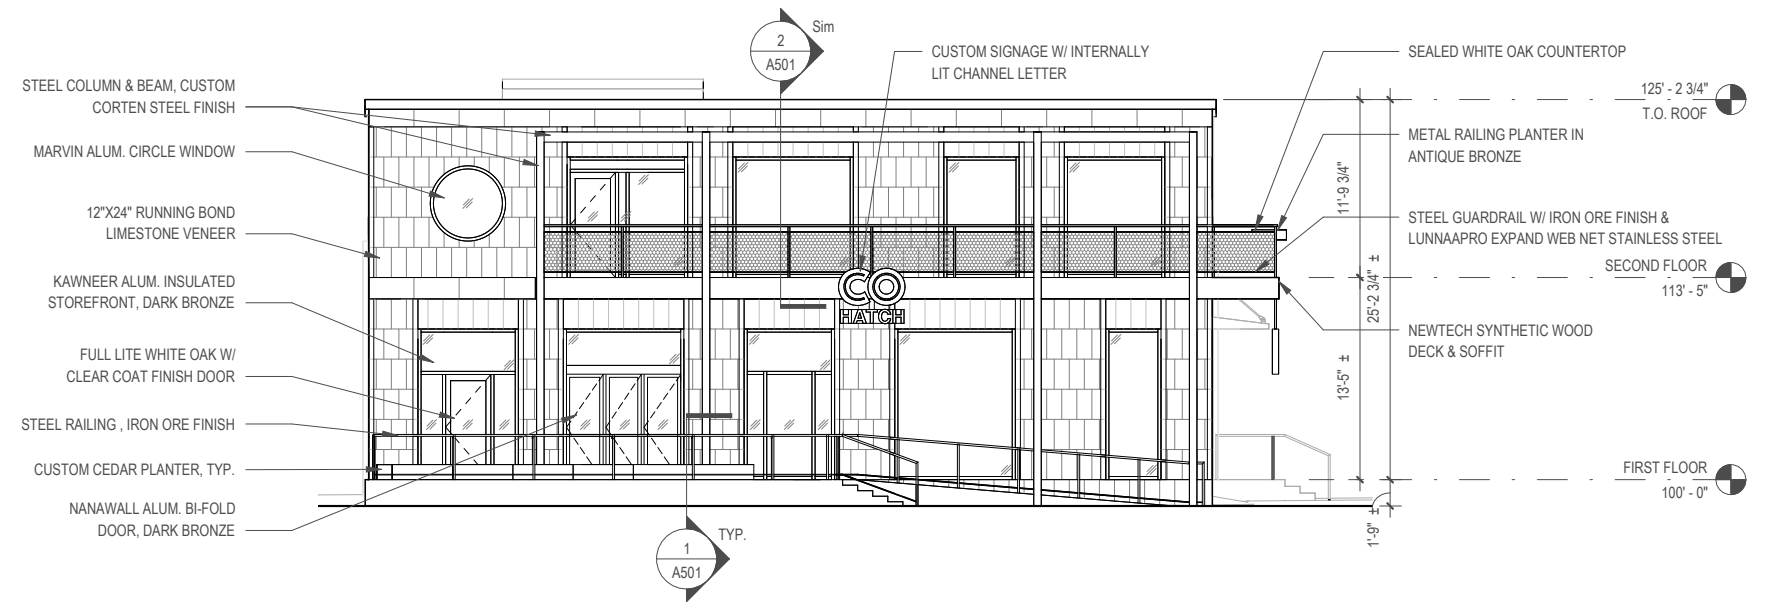 2
A501
Sim
CUSTOM SIGNAGE W/ INTERNALLY
LIT CHANNEL LETTER
STEEL COLUMN & BEAM, CUSTOM
CORTEN STEEL FINISH
MARVIN ALUM. CIRCLE WINDOW
12"X24" RUNNING BOND
LIMESTONE VENEER
KAWNEER ALUM. INSULATED
STOREFRONT, DARK BRONZE
FULL LITE WHITE OAK W/
CLEAR COAT FINISH DOOR
STEEL RAILING , IRON ORE FINISH
CUSTOM CEDAR PLANTER, TYP.
NANAWALL ALUM. BI-FOLD
DOOR, DARK BRONZE
CO
HATCH
1
A501
TYP.
SEALED WHITE OAK COUNTERTOP
125' - 2 3/4"
T.O. ROOF
METAL RAILING PLANTER IN
ANTIQUE BRONZE
STEEL GUARDRAIL W/ IRON ORE FINISH &
LUNNAAPRO EXPAND WEB NET STAINLESS STEEL
SECOND FLOOR
113' - 5"
NEWTECH SYNTHETIC WOOD
DECK & SOFFIT
FIRST FLOOR
100' - 0"
11'-9 3/4"
25'-2 3/4" ±
13'-5" ±
1'-9" ±